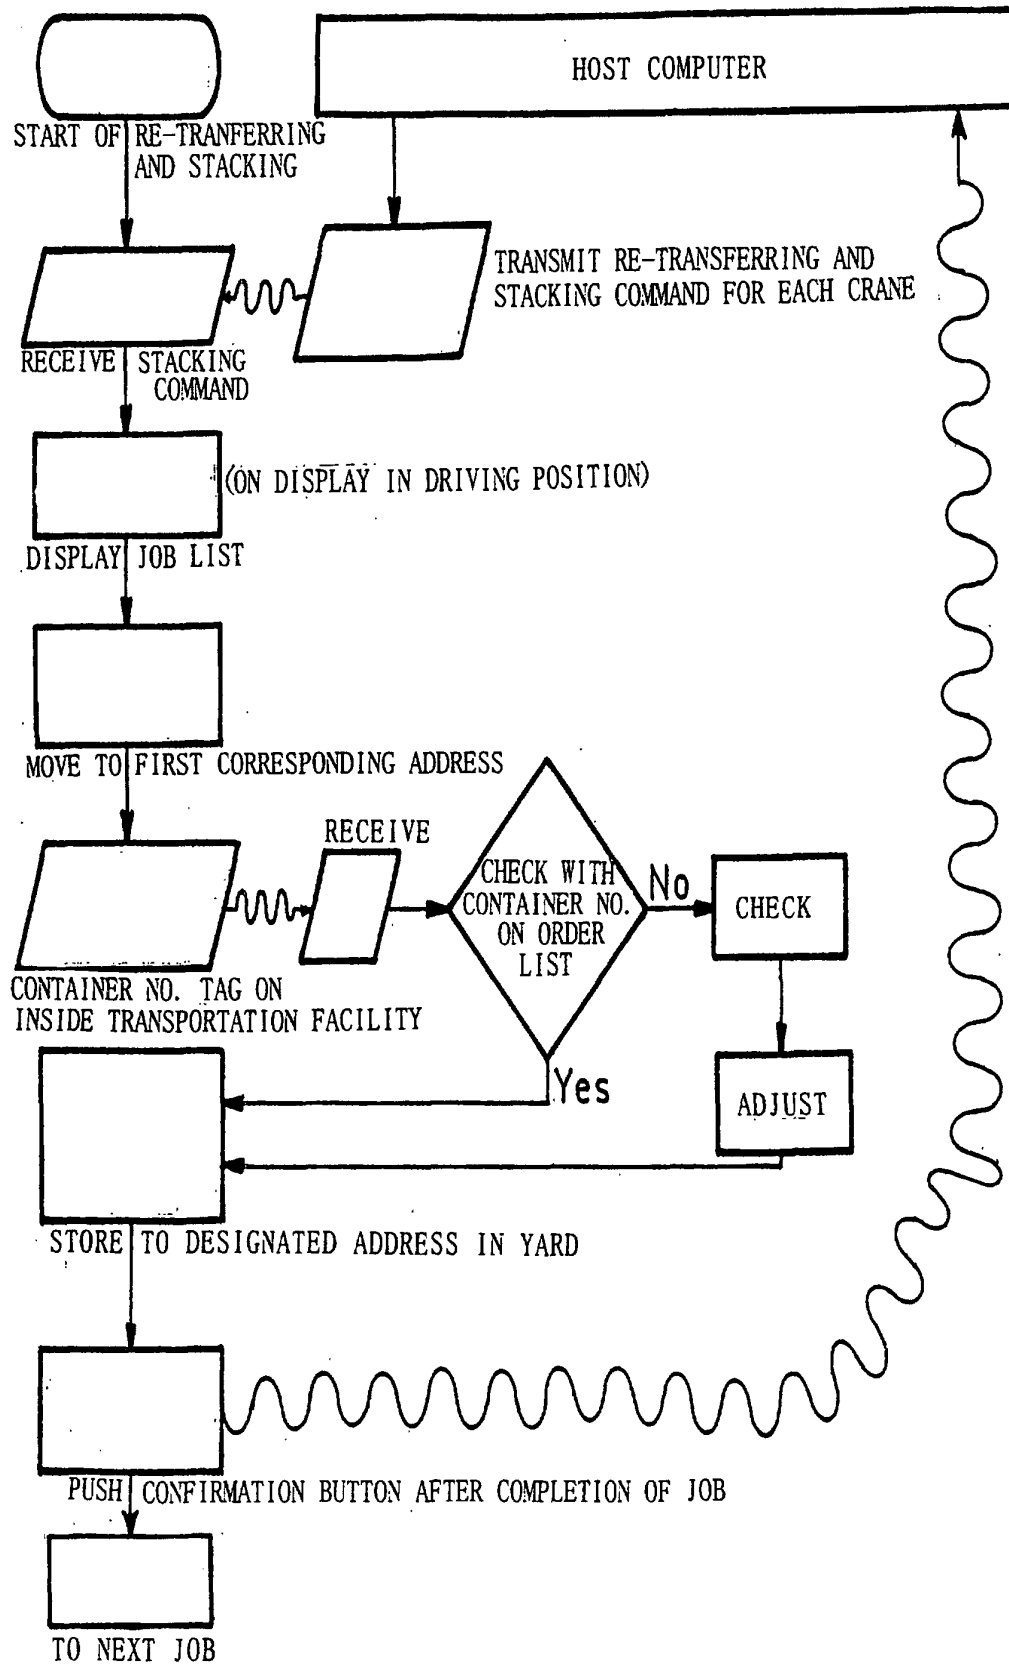 HOST COMPUTER
START OF RE-TRANFERRING
AND STACKING
TRANSMIT RE-TRANSFERRING AND
STACKING COMMAND FOR EACH CRANE
RECEIVE STACKING
COMMAND
(ON DISPLAY IN DRIVING POSITION)
DISPLAY JOB LIST
MOVE TO FIRST CORRESPONDING ADDRESS
RECEIVE
CHECK WITH
CONTAINER NO.
ON ORDER
LIST
No
CHECK
CONTAINER NO. TAG ON
INSIDE TRANSPORTATION FACILITY
Yes
ADJUST
STORE TO DESIGNATED ADDRESS IN YARD
PUSH CONFIRMATION BUTTON AFTER COMPLETION OF JOB
TO NEXT JOB